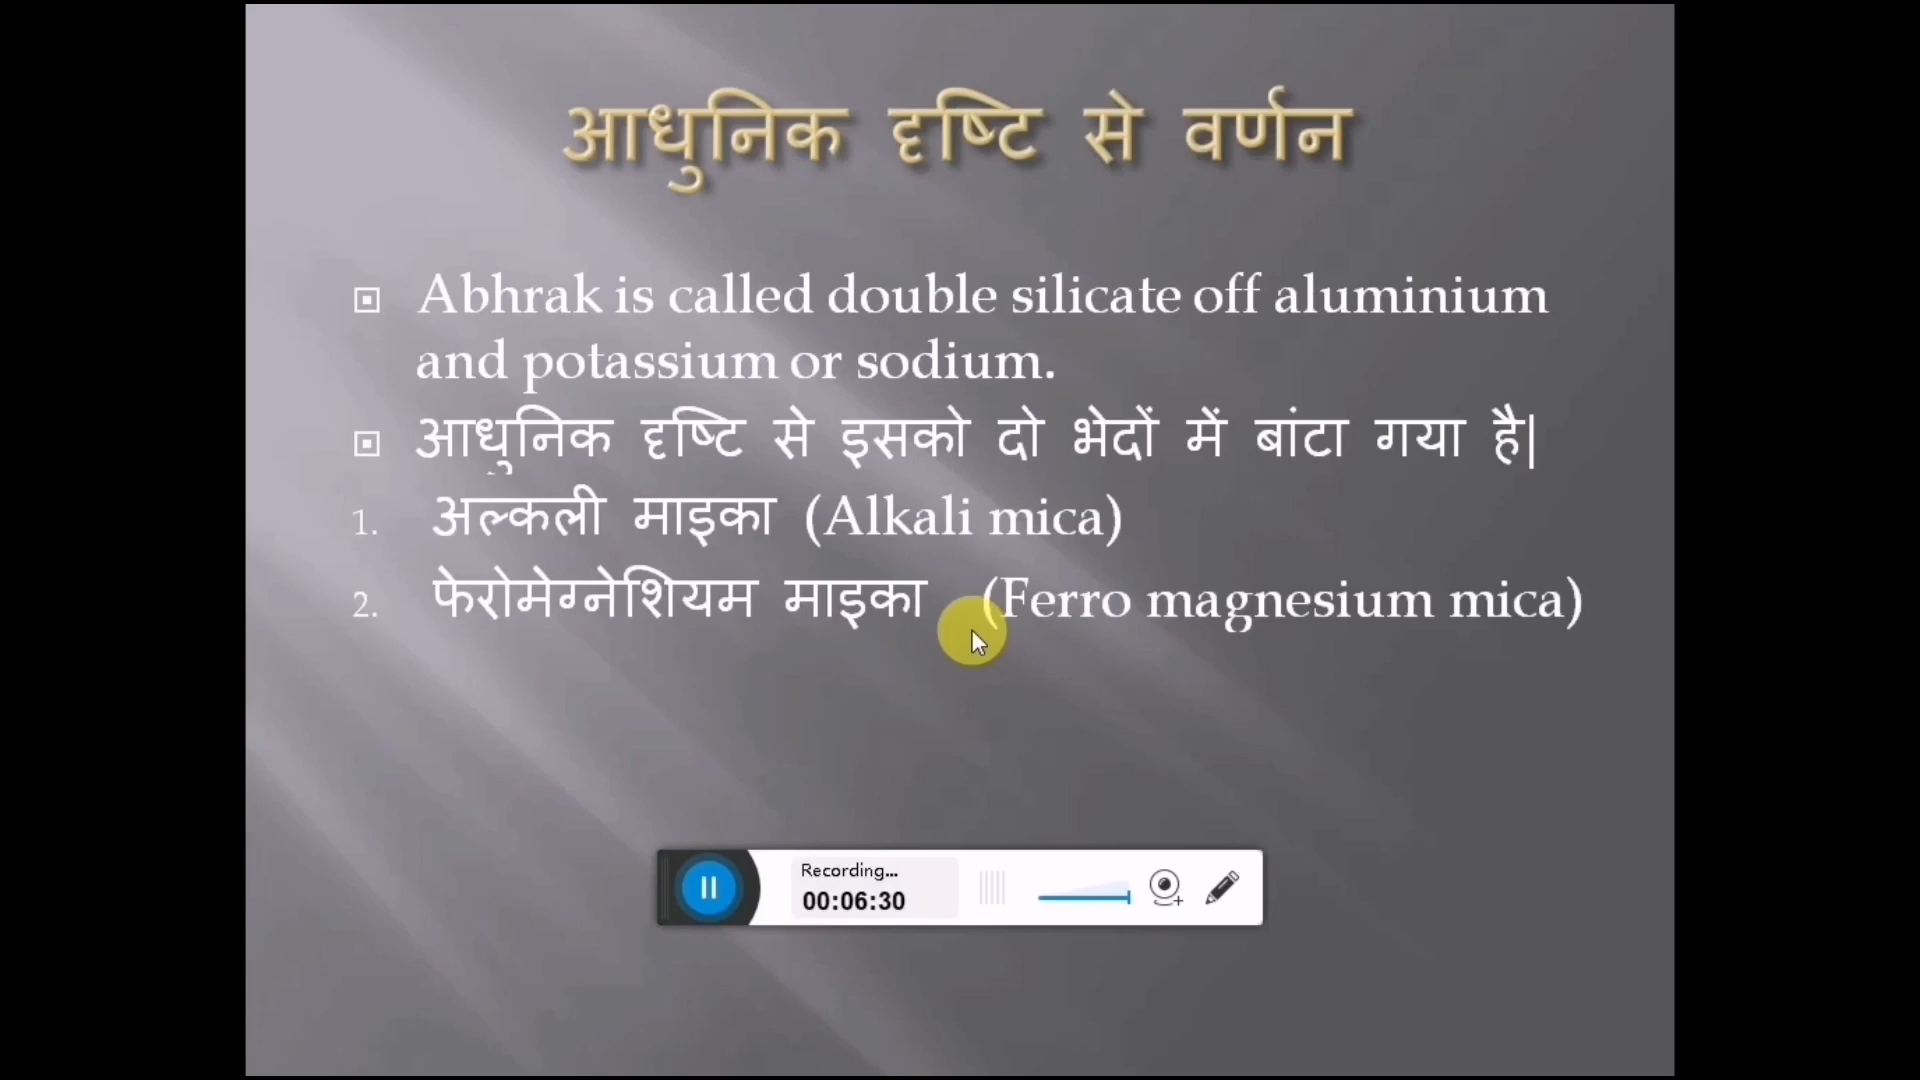 आधुनिक दृष्टि से वर्णन
Abhrak is called double silicate off aluminium
and potassium or sodium.
आधुनिक दृष्टि से इसको दो भेदों में बांटा गया है|
1. अल्कली माइका (Alkali mica)
2. फेरोमेग्नेशियम माइका (Ferro magnesium mica)
Recording...
00:06:30